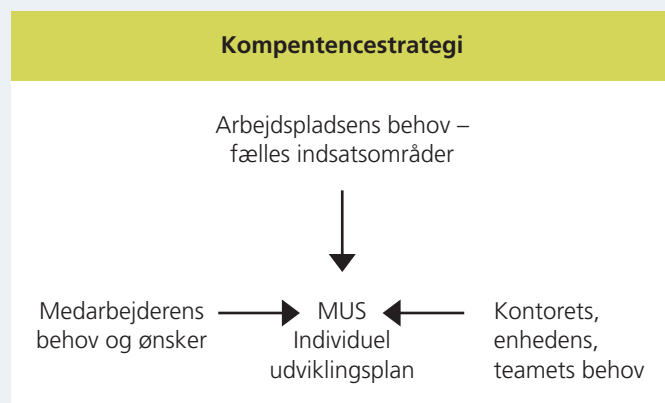 Kompentencestrategi
Arbejdspladsens behov –
fælles indsatsområder
Medarbejderens
behov og ønsker
MUS
Individuel
udviklingsplan
Kontorets,
enhedens,
teamets behov